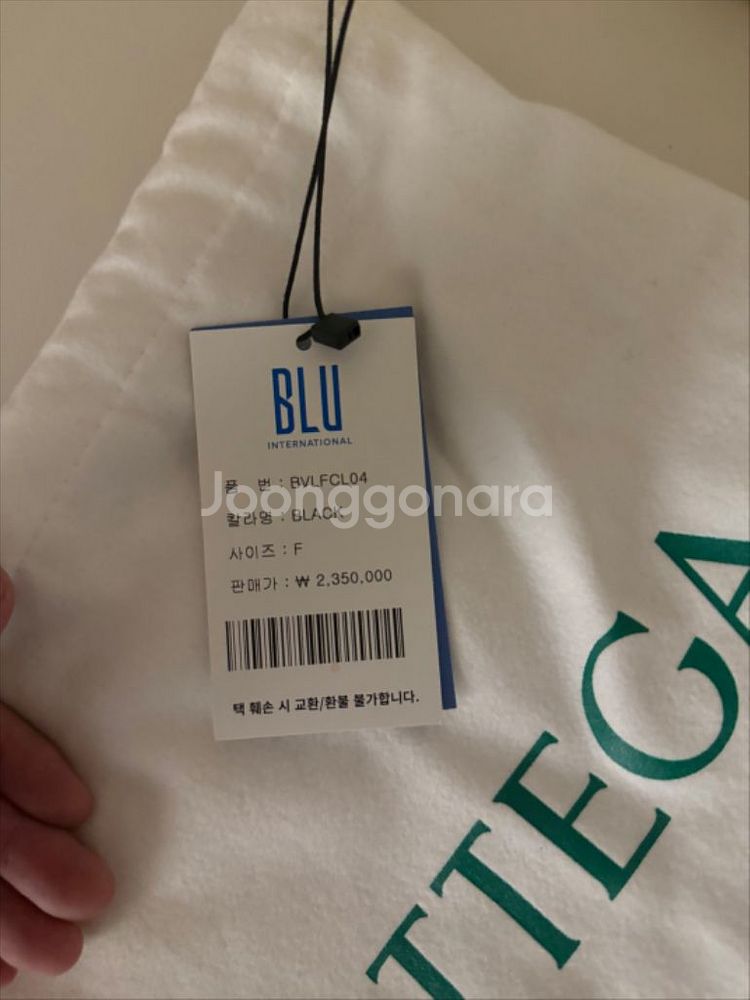 BLU
INTERNATIONAL
품 번 : BVLFCL04
Joonggonara
칼라명 : BLACK
사이즈 : F
판매가 : ₩ 2,350,000
택 훼손 시 교환/환불 불가합니다.
TTEGA